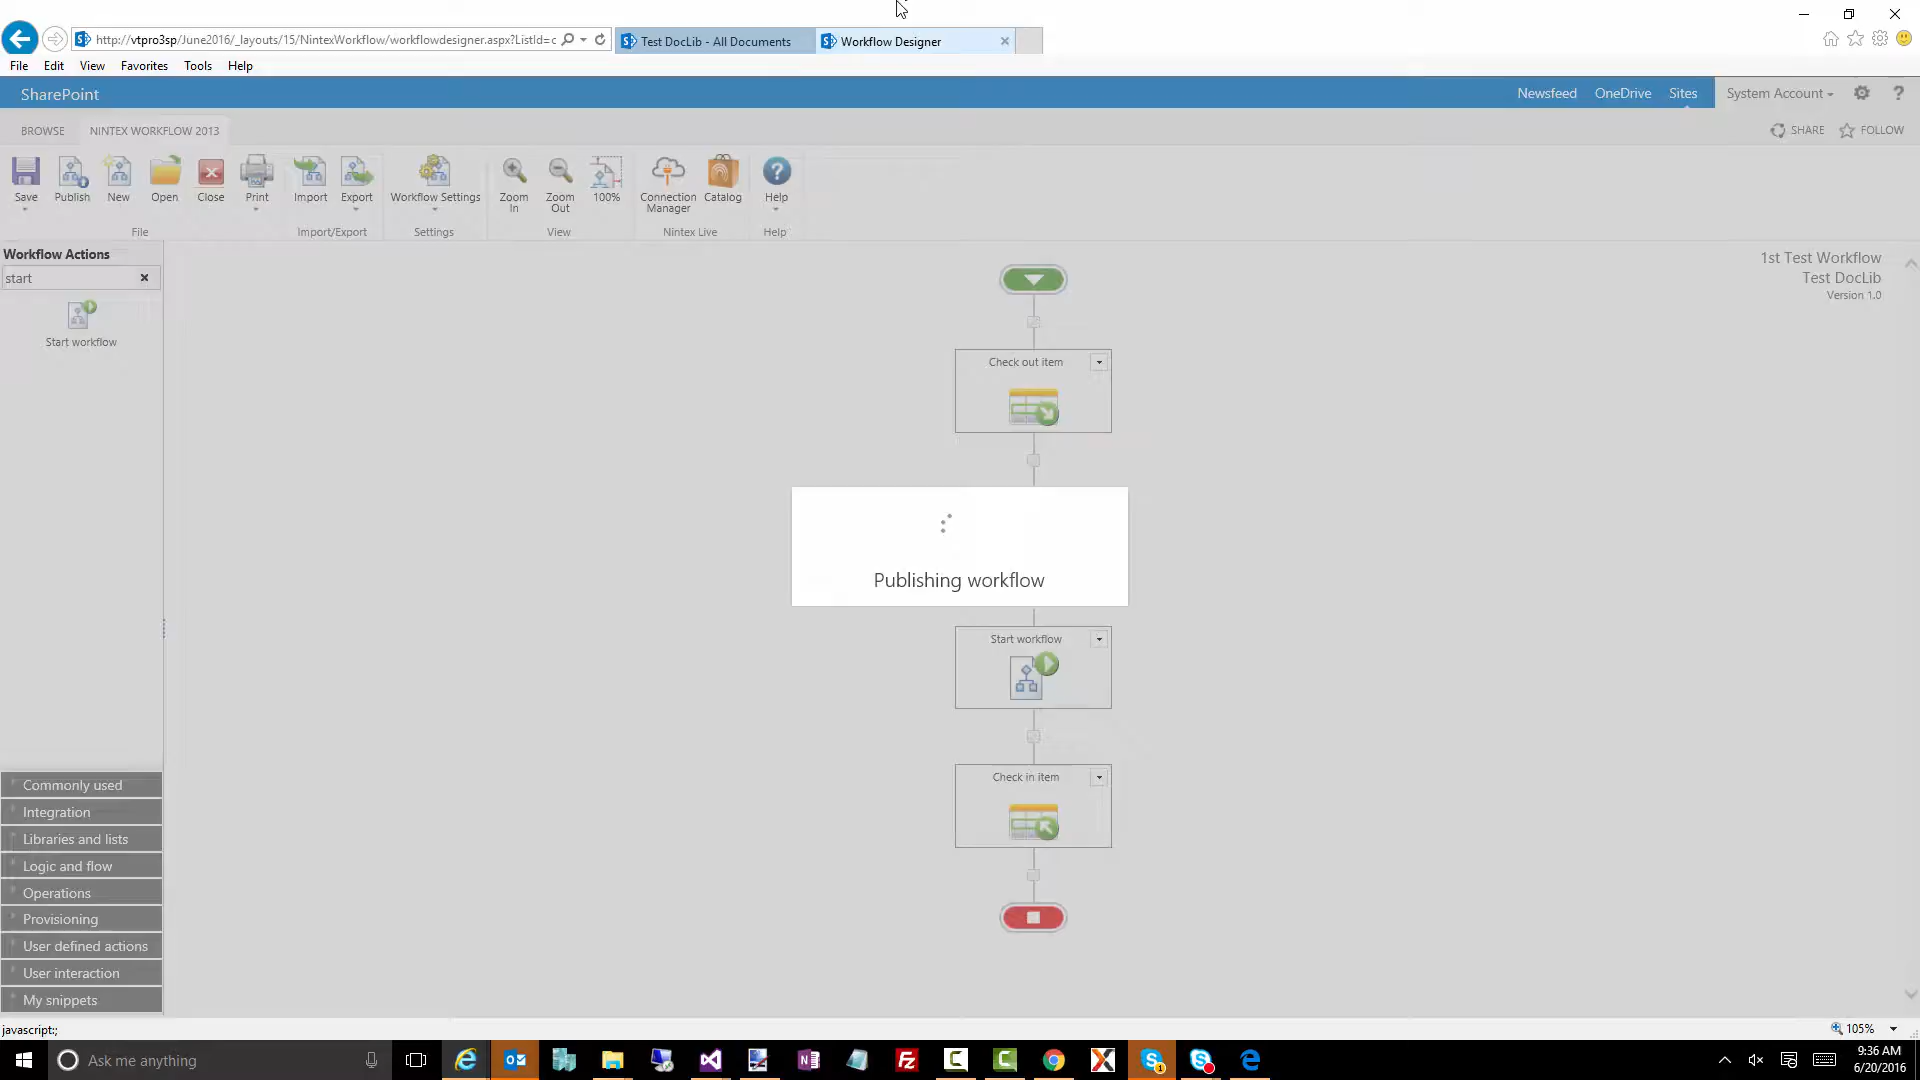 http://vtpro3sp/June2016/_layouts/15/NintexWorkflow/workflowdesigner.aspx?ListId=c
Test DocLib - All Documents
Workflow Designer
File
Edit
View
Favorites
Tools
Help
SharePoint
Newsfeed
OneDrive
Sites
System Account
?
BROWSE
NINTEX WORKFLOW 2013
SHARE
FOLLOW
Save
Publish
New
Open
Close
Print
Import
Export
Workflow Settings
Zoom
In
Zoom
Out
100%
Connection
Manager
Catalog
Help
File
Import/Export
Settings
View
Nintex Live
Help
Workflow Actions
start
Start workflow
1st Test Workflow
Test DocLib
Version 1.0
Check out item
Publishing workflow
Start workflow
Check in item
Commonly used
Integration
Libraries and lists
Logic and flow
Operations
Provisioning
User defined actions
User interaction
My snippets
javascript:;
105%
Ask me anything
9:36 AM
6/20/2016